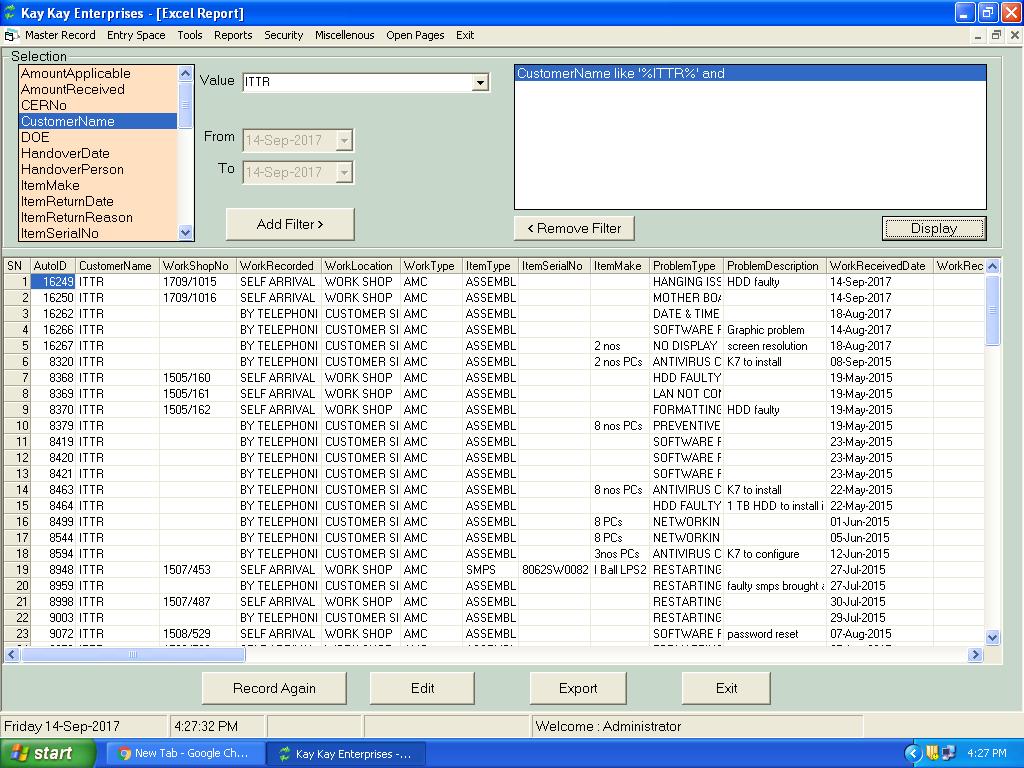 Kay Kay Enterprises - [Excel Report]
Master Record Entry Space Tools Reports Security Miscellenous Open Pages Exit
Selection
AmountApplicable
AmountReceived
CERNo
CustomerName
DOE
HandoverDate
HandoverPerson
ItemMake
ItemReturnDate
ItemReturnReason
ItemSerialNo
Value ITTR
From 14-Sep-2017
To 14-Sep-2017
Add Filter >
CustomerName like '%ITTR%' and
< Remove Filter Display
SN AutoID CustomerName WorkShopNo WorkRecorded WorkLocation WorkType ItemType ItemSerialNo ItemMake ProblemType ProblemDescription WorkReceivedDate WorkRec
1 16249 ITTR 1709/1015 SELF ARRIVAL WORK SHOP AMC ASSEMBL HANGING ISS HDD faulty 14-Sep-2017
2 16250 ITTR 1709/1016 SELF ARRIVAL WORK SHOP AMC ASSEMBL MOTHER BOA 14-Sep-2017
3 16262 ITTR BY TELEPHONI CUSTOMER SI AMC ASSEMBL DATE & TIME 18-Aug-2017
4 16266 ITTR BY TELEPHONI CUSTOMER SI AMC ASSEMBL SOFTWARE F Graphic problem 14-Aug-2017
5 16267 ITTR BY TELEPHONI CUSTOMER SI AMC ASSEMBL 2 nos NO DISPLAY screen resolution 18-Aug-2017
6 8320 ITTR BY TELEPHONI CUSTOMER SI AMC ASSEMBL 2 nos PCs ANTIVIRUS C K7 to install 08-Sep-2015
7 8368 ITTR 1505/160 SELF ARRIVAL WORK SHOP AMC ASSEMBL HDD FAULTY 19-May-2015
8 8369 ITTR 1505/161 SELF ARRIVAL WORK SHOP AMC ASSEMBL LAN NOT CON 19-May-2015
9 8370 ITTR 1505/162 SELF ARRIVAL WORK SHOP AMC ASSEMBL FORMATTING HDD faulty 19-May-2015
10 8379 ITTR BY TELEPHONI CUSTOMER SI AMC ASSEMBL 8 nos PCs PREVENTIVE 19-May-2015
11 8419 ITTR BY TELEPHONI CUSTOMER SI AMC ASSEMBL SOFTWARE F 23-May-2015
12 8420 ITTR BY TELEPHONI CUSTOMER SI AMC ASSEMBL SOFTWARE F 23-May-2015
13 8421 ITTR BY TELEPHONI CUSTOMER SI AMC ASSEMBL SOFTWARE F 23-May-2015
14 8463 ITTR BY TELEPHONI CUSTOMER SI AMC ASSEMBL 8 nos PCs ANTIVIRUS C K7 to install 22-May-2015
15 8464 ITTR BY TELEPHONI CUSTOMER SI AMC ASSEMBL HDD FAULTY 1 TB HDD to install i 22-May-2015
16 8499 ITTR BY TELEPHONI CUSTOMER SI AMC ASSEMBL 8 PCs NETWORKIN 01-Jun-2015
17 8544 ITTR BY TELEPHONI CUSTOMER SI AMC ASSEMBL 8 PCs NETWORKIN 05-Jun-2015
18 8594 ITTR BY TELEPHONI CUSTOMER SI AMC ASSEMBL 3nos PCs ANTIVIRUS C K7 to configure 12-Jun-2015
19 8948 ITTR 1507/453 SELF ARRIVAL WORK SHOP AMC SMPS 8062SW0082 I Ball LPS2 RESTARTING 27-Jul-2015
20 8959 ITTR BY TELEPHONI CUSTOMER SI AMC ASSEMBL RESTARTING faulty smps brought a 27-Jul-2015
21 8998 ITTR 1507/487 SELF ARRIVAL WORK SHOP AMC ASSEMBL RESTARTING 30-Jul-2015
22 9003 ITTR BY TELEPHONI CUSTOMER SI AMC ASSEMBL RESTARTING 29-Jul-2015
23 9072 ITTR 1508/529 SELF ARRIVAL WORK SHOP AMC ASSEMBL SOFTWARE F password reset 07-Aug-2015
Record Again Edit Export Exit
Friday 14-Sep-2017 4:27:32 PM Welcome : Administrator
start New Tab - Google Ch... Kay Kay Enterprises -... 4:27 PM